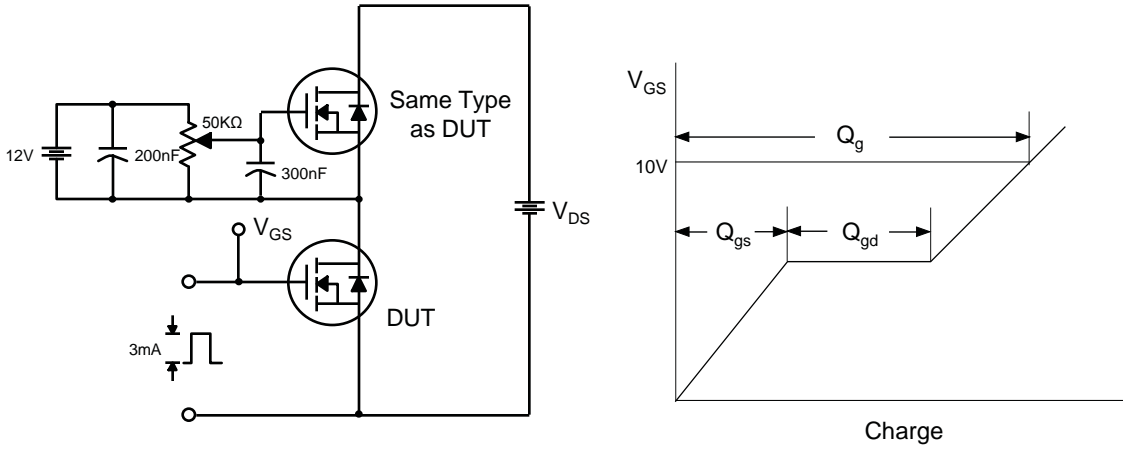 12V
200nF
50KΩ
300nF
Same Type
as DUT
V_DS
V_GS
DUT
3mA
V_GS
10V
Q_g
Q_gs
Q_gd
Charge